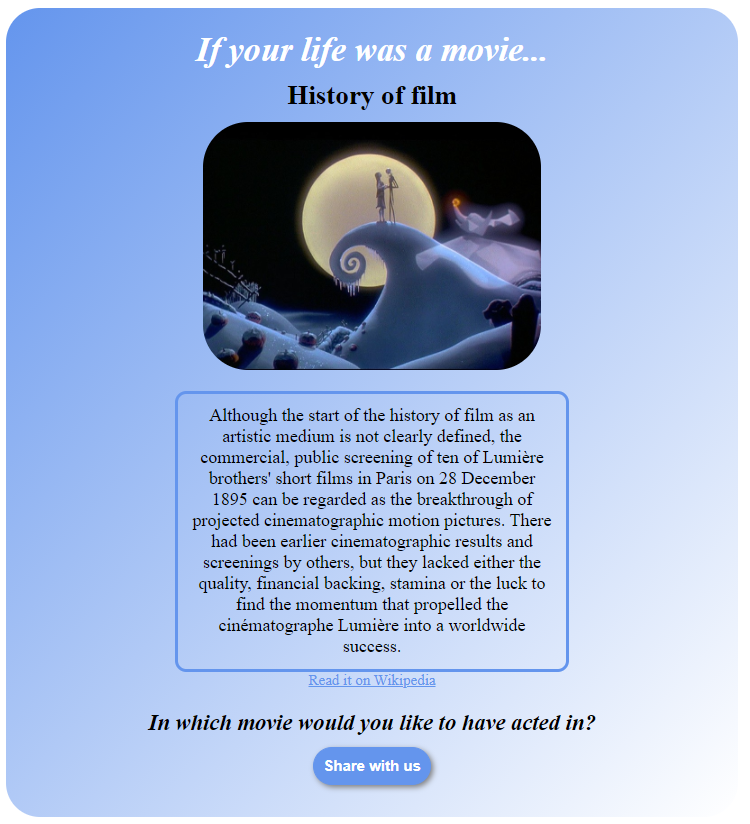 If your life was a movie...
History of film
Although the start of the history of film as an
artistic medium is not clearly defined, the
commercial, public screening of ten of Lumière
brothers' short films in Paris on 28 December
1895 can be regarded as the breakthrough of
projected cinematographic motion pictures. There
had been earlier cinematographic results and
screenings by others, but they lacked either the
quality, financial backing, stamina or the luck to
find the momentum that propelled the
cinématographe Lumière into a worldwide
success.
Read it on Wikipedia
In which movie would you like to have acted in?
Share with us